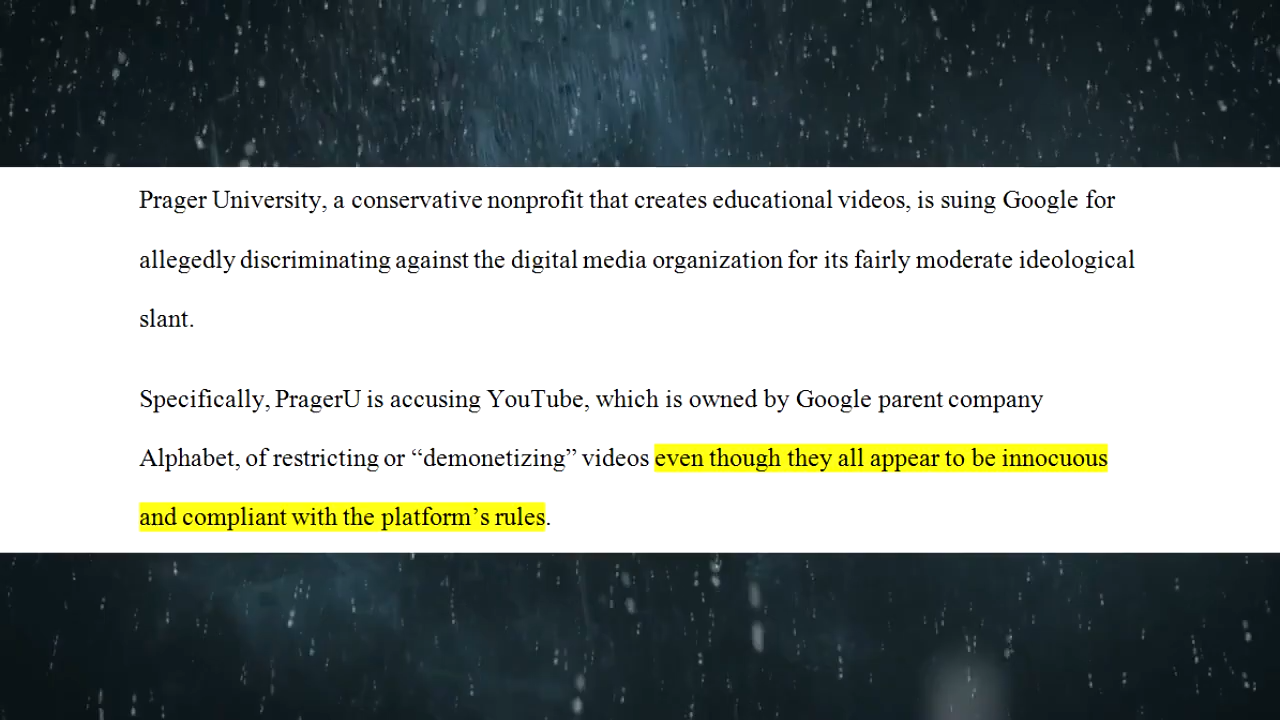 Prager University, a conservative nonprofit that creates educational videos, is suing Google for
allegedly discriminating against the digital media organization for its fairly moderate ideological
slant.
Specifically, PragerU is accusing YouTube, which is owned by Google parent company
Alphabet, of restricting or “demonetizing” videos even though they all appear to be innocuous
and compliant with the platform’s rules.